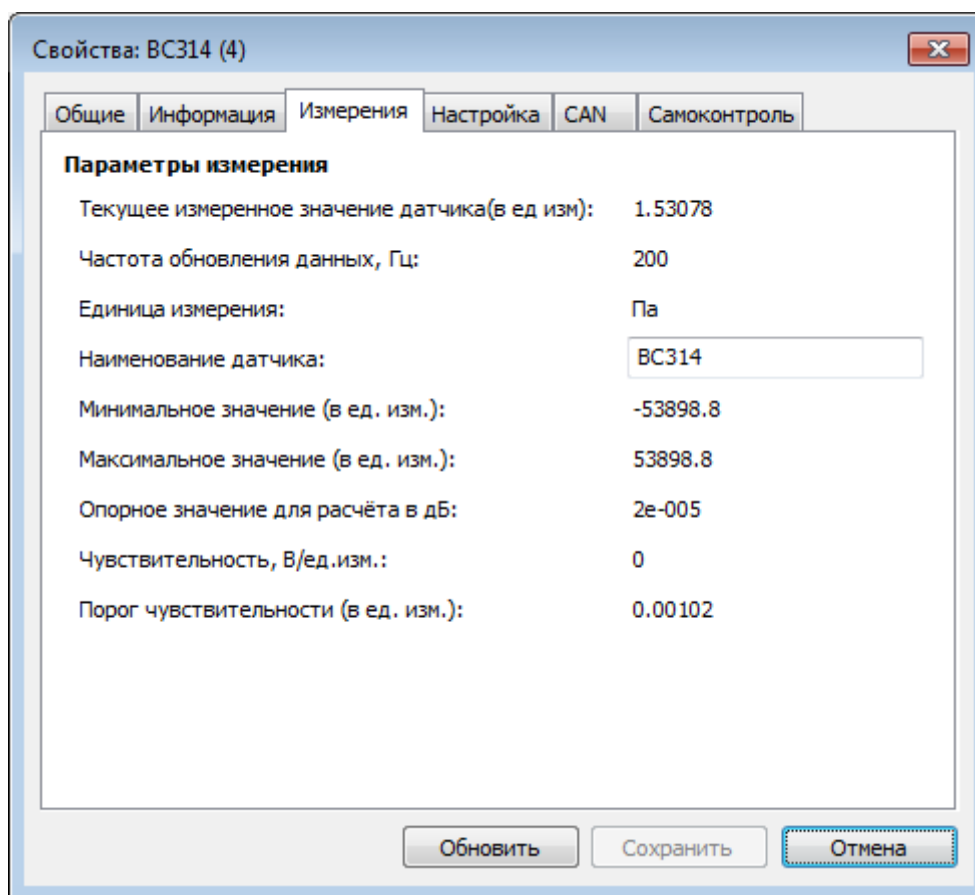 Свойства: ВС314 (4)
Общие Информация Измерения Настройка CAN Самоконтроль
Параметры измерения
Текущее измеренное значение датчика(в ед изм): 1.53078
Частота обновления данных, Гц: 200
Единица измерения: Па
Наименование датчика: ВС314
Минимальное значение (в ед. изм.): -53898.8
Максимальное значение (в ед. изм.): 53898.8
Опорное значение для расчёта в дБ: 2e-005
Чувствительность, В/ед.изм.: 0
Порог чувствительности (в ед. изм.): 0.00102
Обновить Сохранить Отмена